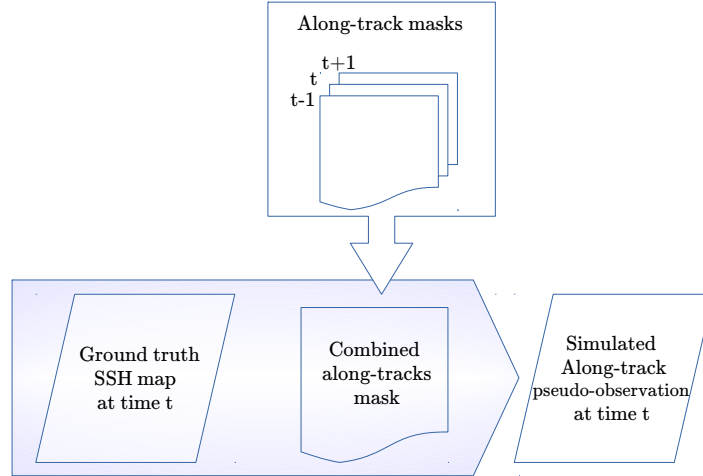 Along-track masks
t+1
t
t-1
Ground truth
SSH map
at time t
Combined
along-tracks
mask
Simulated
Along-track
pseudo-observation
at time t